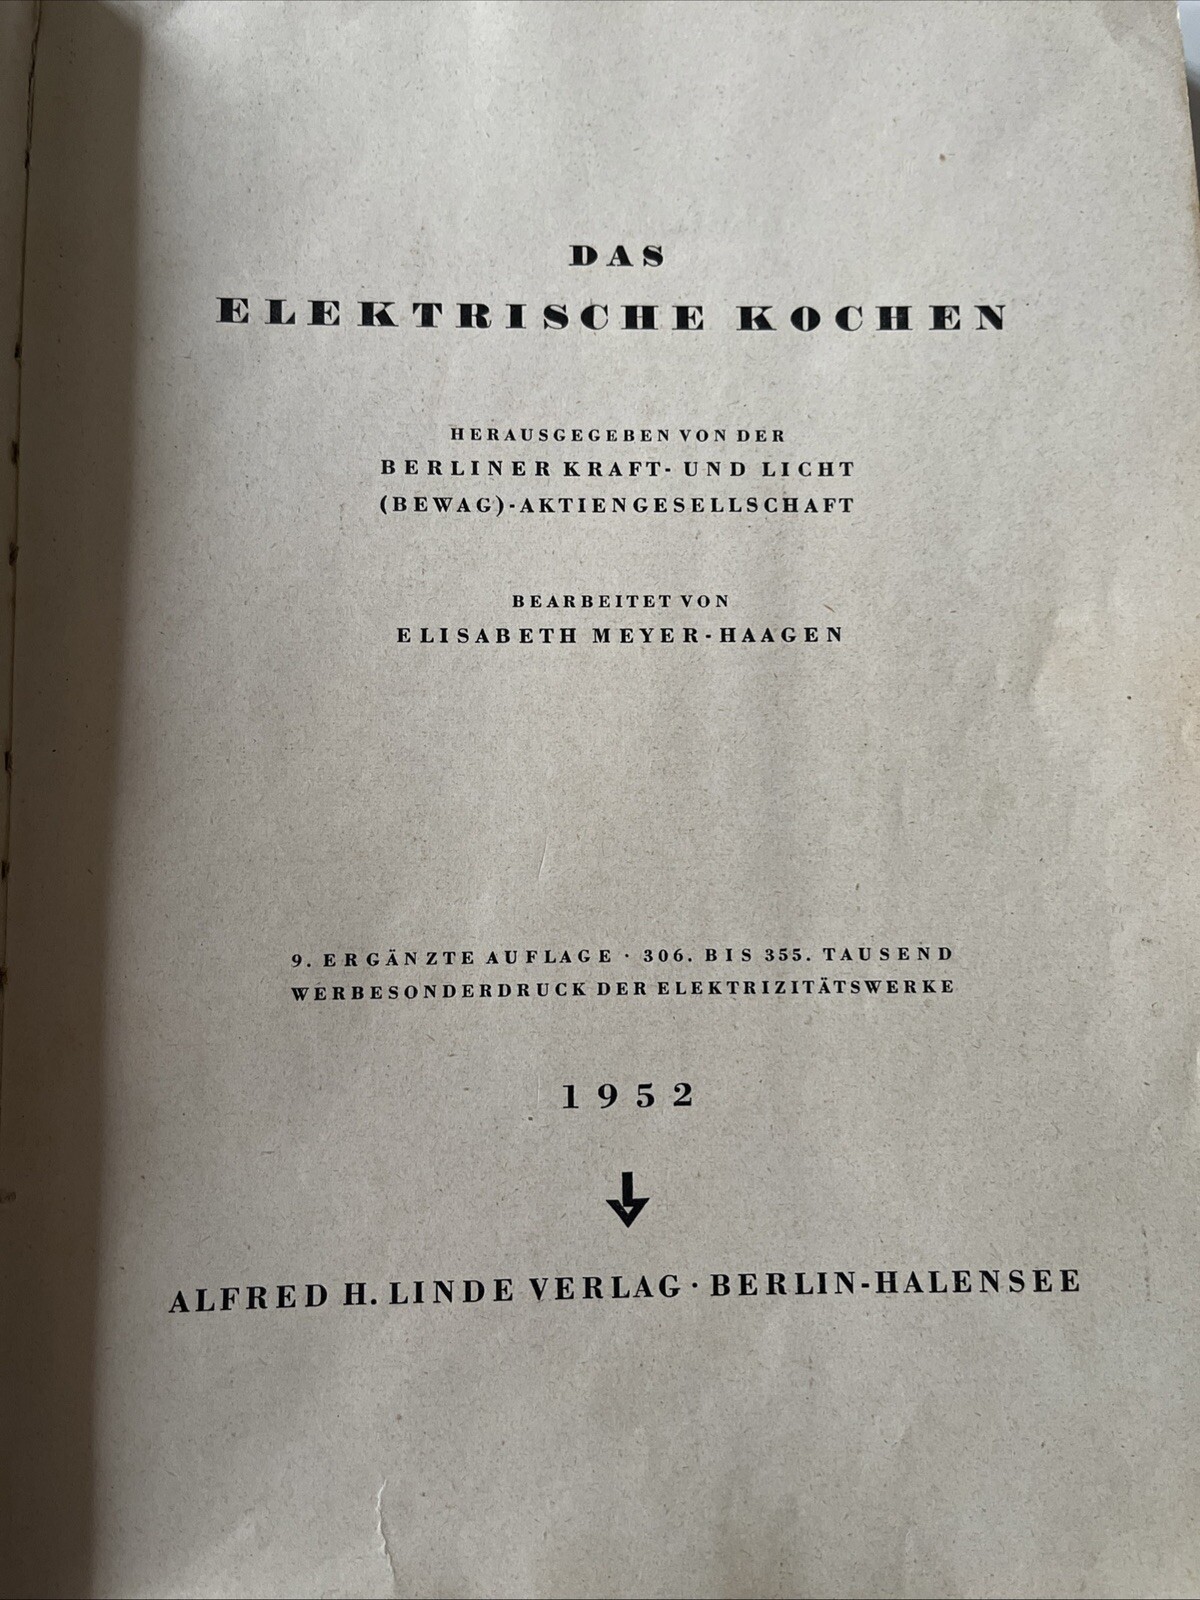 DAS
ELEKTRISCHE KOCHEN
HERAUSGEGEBEN VON DER
BERLINER KRAFT- UND LICHT
(BEWAG)-AKTIENGESELLSCHAFT
BEARBEITET VON
ELISABETH MEYER-HAAGEN
9. ERGÄNZTE AUFLAGE · 306. BIS 355. TAUSEND
WERBESONDERDRUCK DER ELEKTRIZITÄTSWERKE
1952
ALFRED H. LINDE VERLAG · BERLIN-HALENSEE